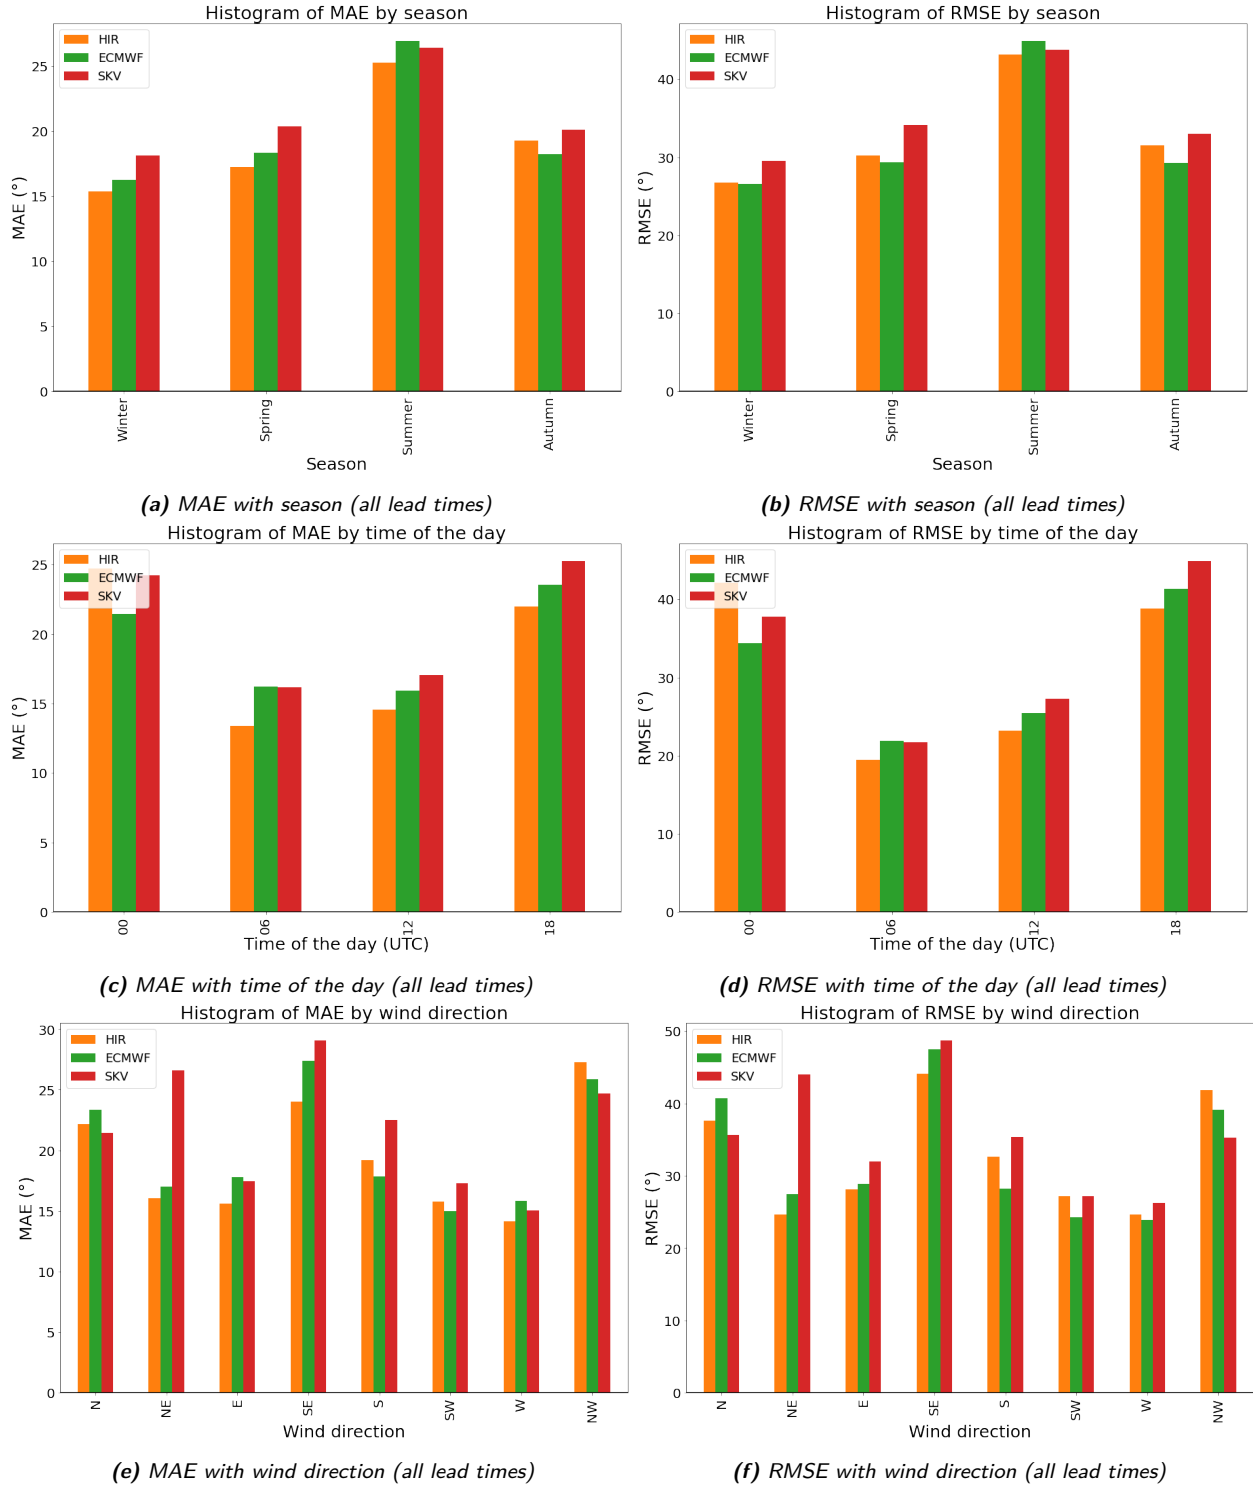 Histogram of MAE by season
HIR
ECMWF
SKV
MAE (°)
25
20
15
10
5
0
Winter
Spring
Summer
Autumn
Season
(a) MAE with season (all lead times)
Histogram of RMSE by season
HIR
ECMWF
SKV
RMSE (°)
40
30
20
10
0
Winter
Spring
Summer
Autumn
Season
(b) RMSE with season (all lead times)
Histogram of MAE by time of the day
HIR
ECMWF
SKV
MAE (°)
25
20
15
10
5
0
00
06
12
18
Time of the day (UTC)
(c) MAE with time of the day (all lead times)
Histogram of RMSE by time of the day
HIR
ECMWF
SKV
RMSE (°)
40
30
20
10
0
00
06
12
18
Time of the day (UTC)
(d) RMSE with time of the day (all lead times)
Histogram of MAE by wind direction
HIR
ECMWF
SKV
MAE (°)
30
25
20
15
10
5
0
N
NE
E
SE
S
SW
W
NW
Wind direction
(e) MAE with wind direction (all lead times)
Histogram of RMSE by wind direction
HIR
ECMWF
SKV
RMSE (°)
50
40
30
20
10
0
N
NE
E
SE
S
SW
W
NW
Wind direction
(f) RMSE with wind direction (all lead times)